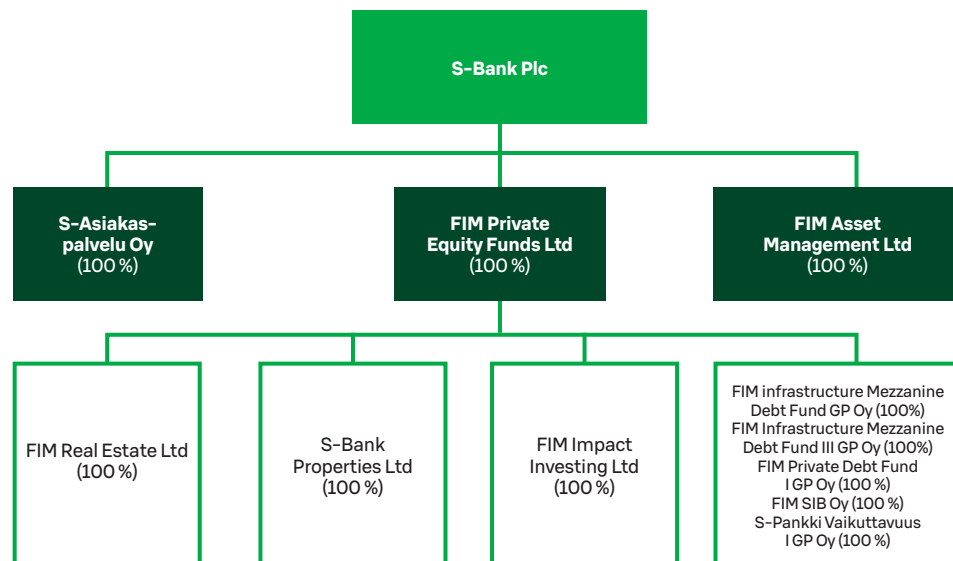 S-Bank Plc
S-Asiakas-
palvelu Oy
(100 %)
FIM Private
Equity Funds Ltd
(100 %)
FIM Asset
Management Ltd
(100 %)
FIM Real Estate Ltd
(100 %)
S-Bank
Properties Ltd
(100 %)
FIM Impact
Investing Ltd
(100 %)
FIM infrastructure Mezzanine
Debt Fund GP Oy (100%)
FIM Infrastructure Mezzanine
Debt Fund III GP Oy (100%)
FIM Private Debt Fund
I GP Oy (100 %)
FIM SIB Oy (100 %)
S-Pankki Vaikuttavuus
I GP Oy (100 %)